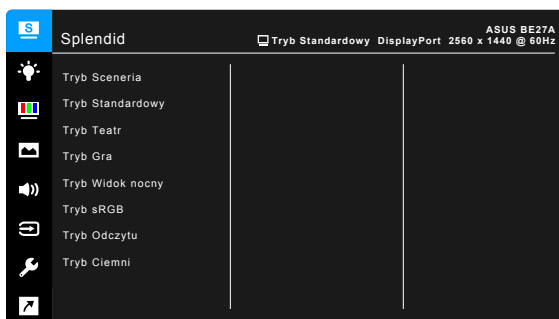 S
Splendid
ASUS BE27A
Tryb Standardowy DisplayPort 2560 x 1440 @ 60Hz
Tryb Sceneria
Tryb Standardowy
Tryb Teatr
Tryb Gra
Tryb Widok nocny
Tryb sRGB
Tryb Odczytu
Tryb Ciemni